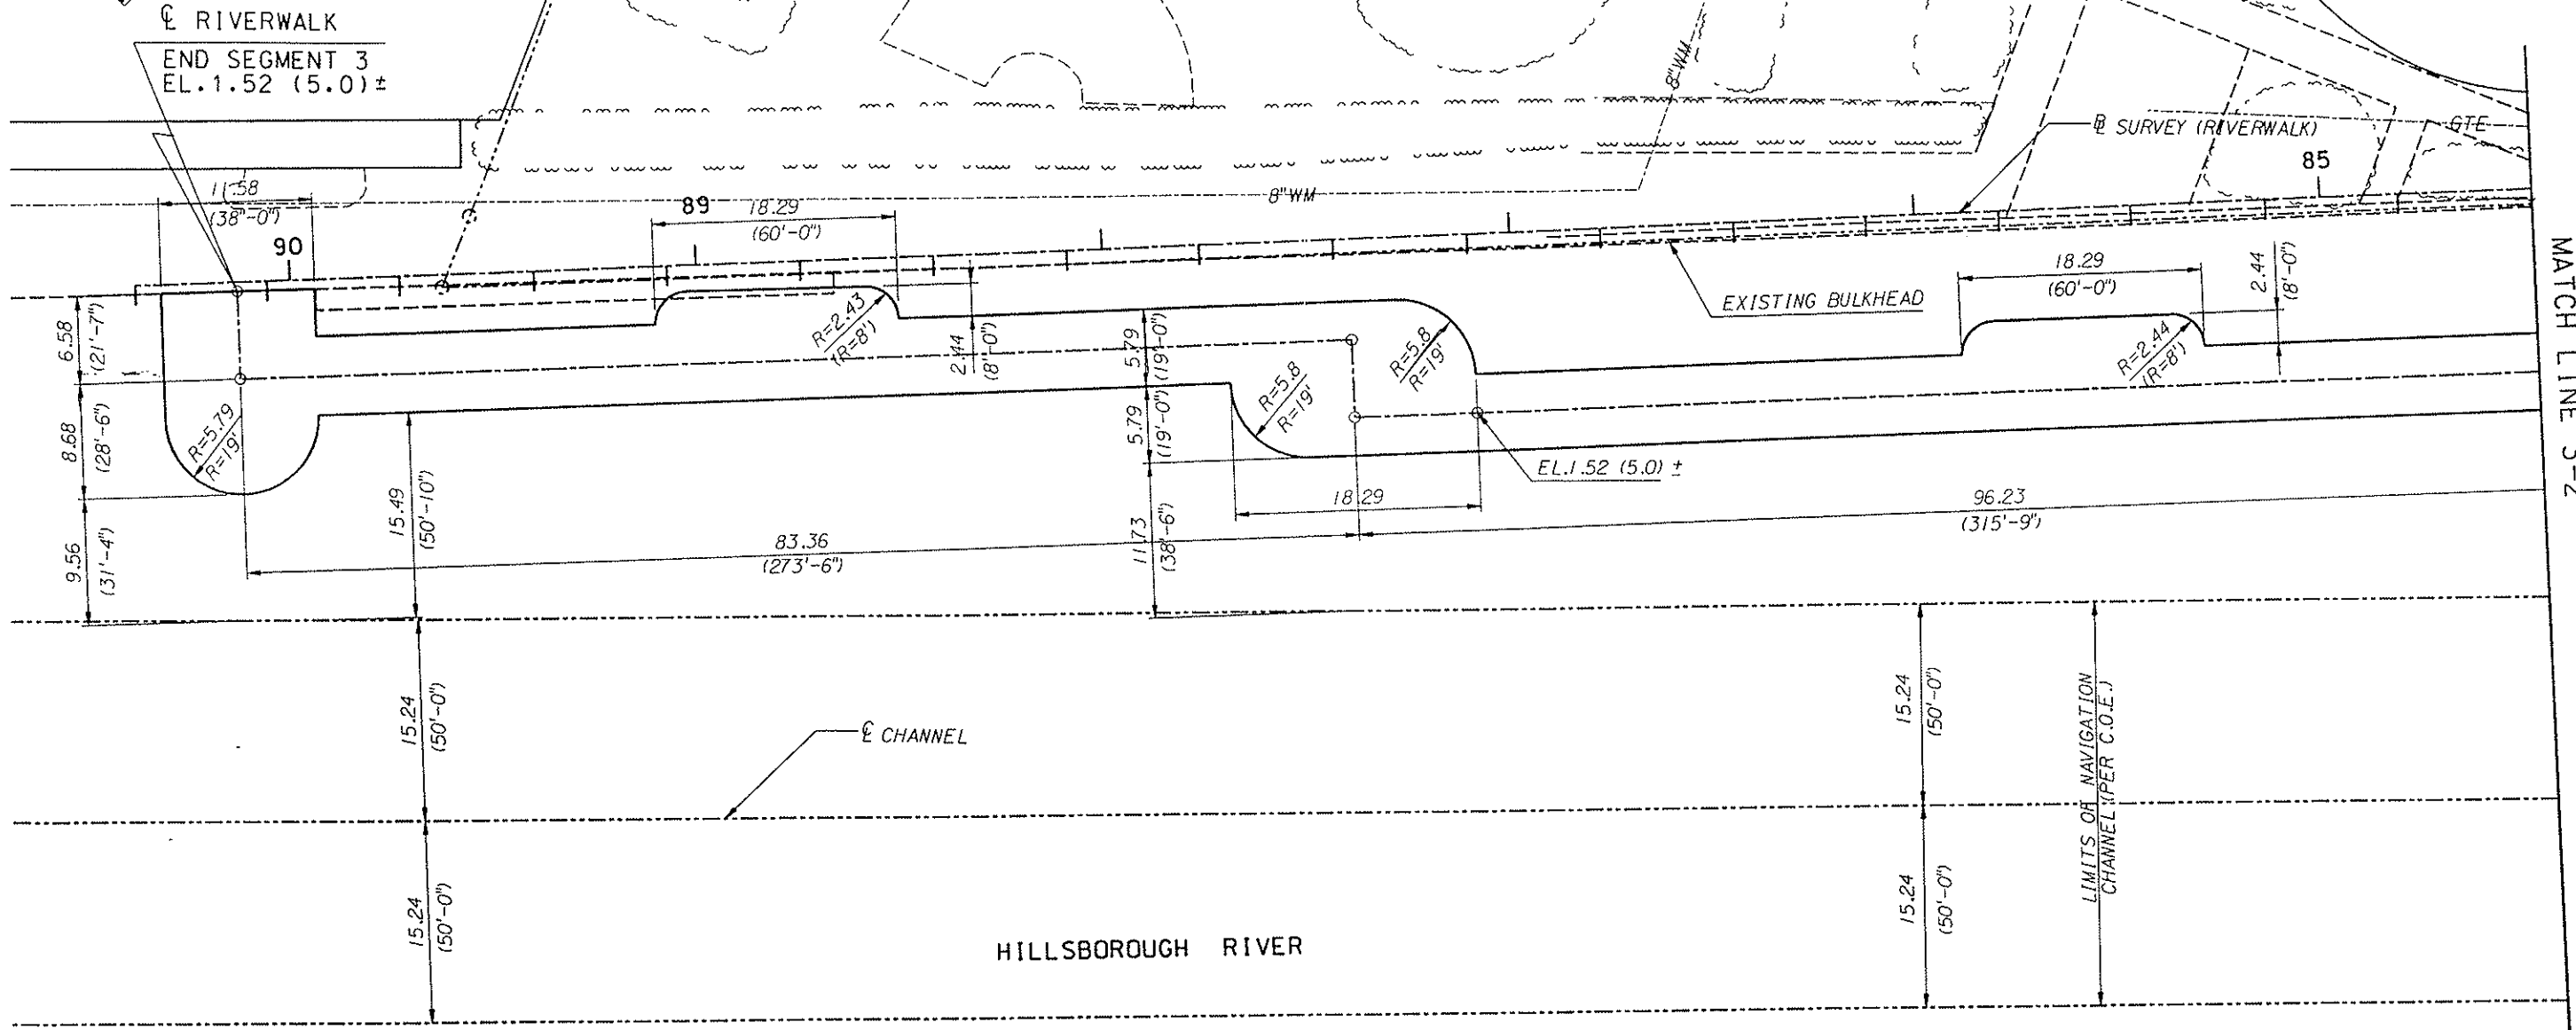 ℄ RIVERWALK
END SEGMENT 3
EL.1.52 (5.0)±
8" WM
8" WM
℄ SURVEY (RIVERWALK)
GTE
85
11.58
(38'-0")
90
89
18.29
(60'-0")
EXISTING BULKHEAD
18.29
(60'-0")
2.44
(8'-0")
MATCH LINE
6.58
(21'-7")
8.68
(28'-6")
9.56
(31'-4")
R=5.79
R=19'
R=2.43
(R=8')
2.44
(8'-0")
5.79
(19'-0")
5.79
(19'-0")
11.73
(38'-6")
R=5.8
R=19'
R=5.8
R=19'
R=2.44
(R=8')
15.49
(50'-10")
EL.1.52 (5.0) ±
18.29
96.23
(315'-9")
83.36
(273'-6")
15.24
(50'-0")
15.24
(50'-0")
℄ CHANNEL
15.24
(50'-0")
15.24
(50'-0")
LIMITS OF NAVIGATION
CHANNEL (PER C.O.E.)
HILLSBOROUGH RIVER